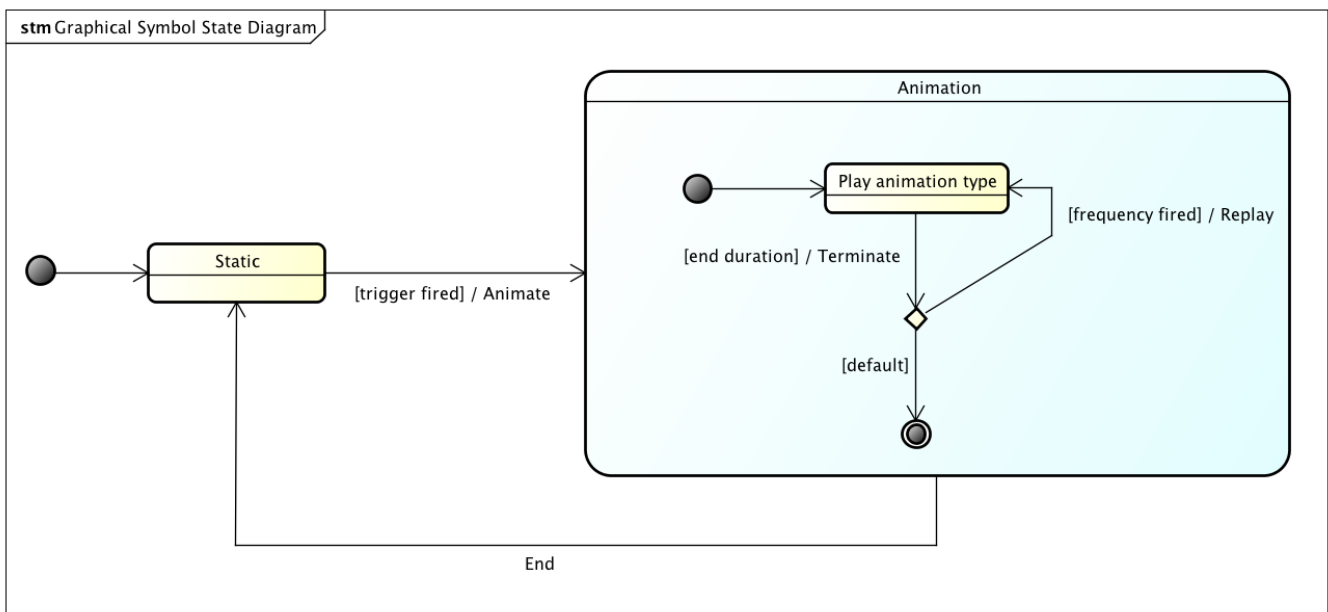 stm Graphical Symbol State Diagram
Animation
Play animation type
[frequency fired] / Replay
[end duration] / Terminate
Static
[trigger fired] / Animate
[default]
End